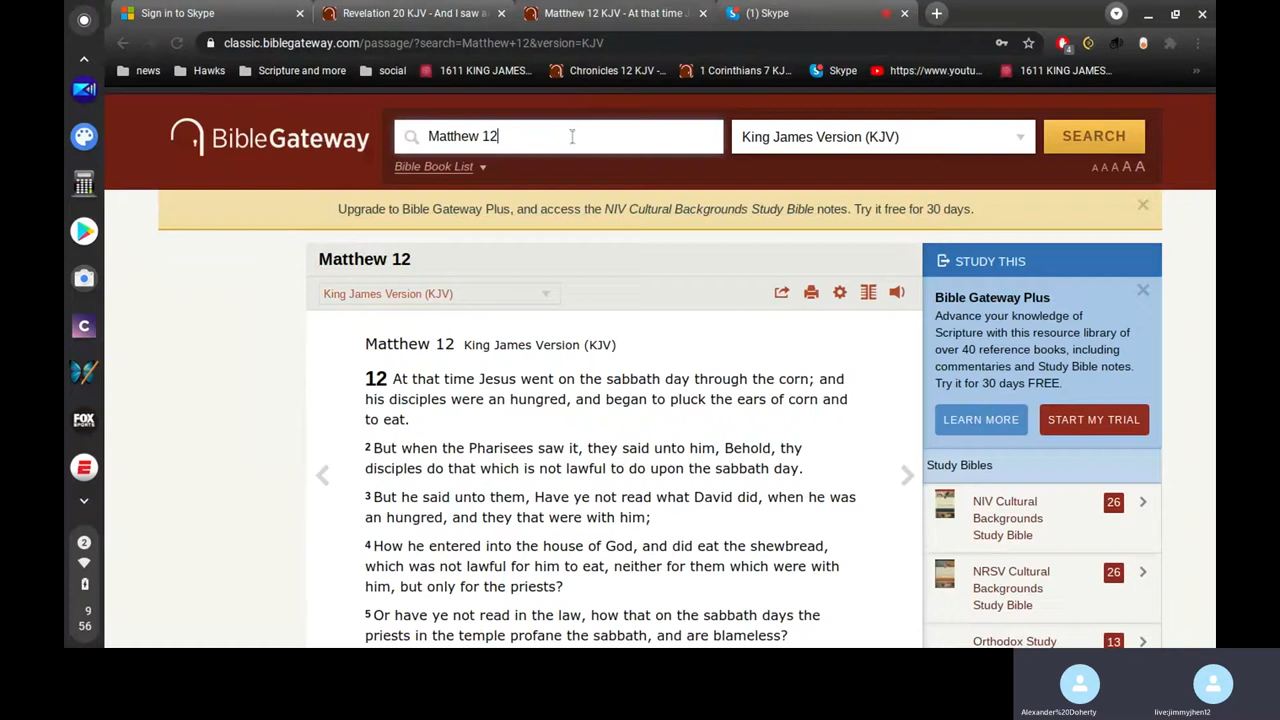 Sign in to Skype
Revelation 20 KJV - And I saw a
Matthew 12 KJV - At that time J
(1) Skype
classic.biblegateway.com/passage/?search=Matthew+12&version=KJV
4
news
Hawks
Scripture and more
social
1611 KING JAMES...
Chronicles 12 KJV -...
1 Corinthians 7 KJ...
Skype
https://www.youtu...
1611 KING JAMES...
»
BibleGateway
Matthew 12
King James Version (KJV)
SEARCH
Bible Book List
A A A A A
Upgrade to Bible Gateway Plus, and access the NIV Cultural Backgrounds Study Bible notes. Try it free for 30 days.
Matthew 12
King James Version (KJV)
Matthew 12 King James Version (KJV)
12 At that time Jesus went on the sabbath day through the corn; and
his disciples were an hungred, and began to pluck the ears of corn and
to eat.
2 But when the Pharisees saw it, they said unto him, Behold, thy
disciples do that which is not lawful to do upon the sabbath day.
3 But he said unto them, Have ye not read what David did, when he was
an hungred, and they that were with him;
4 How he entered into the house of God, and did eat the shewbread,
which was not lawful for him to eat, neither for them which were with
him, but only for the priests?
5 Or have ye not read in the law, how that on the sabbath days the
priests in the temple profane the sabbath, and are blameless?
STUDY THIS
Bible Gateway Plus
Advance your knowledge of
Scripture with this resource library of
over 40 reference books, including
commentaries and Study Bible notes.
Try it for 30 days FREE.
LEARN MORE
START MY TRIAL
Study Bibles
NIV Cultural
Backgrounds
Study Bible
26
NRSV Cultural
Backgrounds
Study Bible
26
Orthodox Study
13
C
FOX
SPORTS
2
9
56
Alexander%20Doherty
live:jimmyjhen12